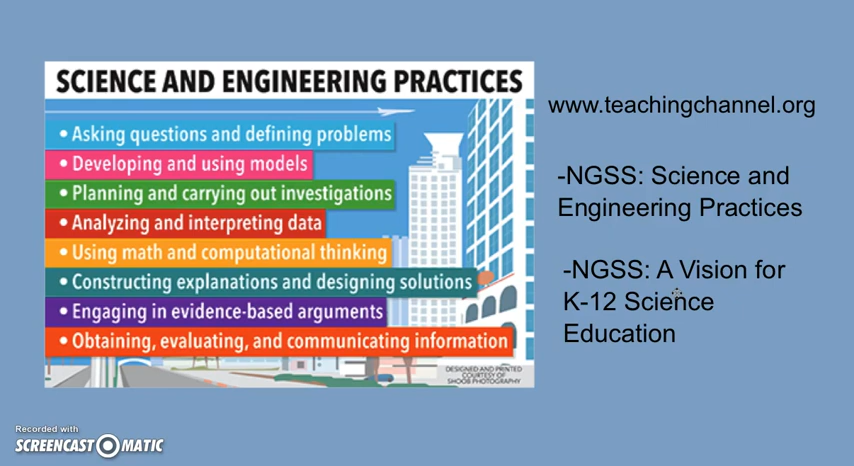 SCIENCE AND ENGINEERING PRACTICES
• Asking questions and defining problems
• Developing and using models
• Planning and carrying out investigations
• Analyzing and interpreting data
• Using math and computational thinking
• Constructing explanations and designing solutions
• Engaging in evidence-based arguments
• Obtaining, evaluating, and communicating information
DESIGNED AND PRINTED
COURTESY OF
SHOOB PHOTOGRAPHY
www.teachingchannel.org
-NGSS: Science and
Engineering Practices
-NGSS: A Vision for
K-12 Science
Education
Recorded with
SCREENCAST O MATIC